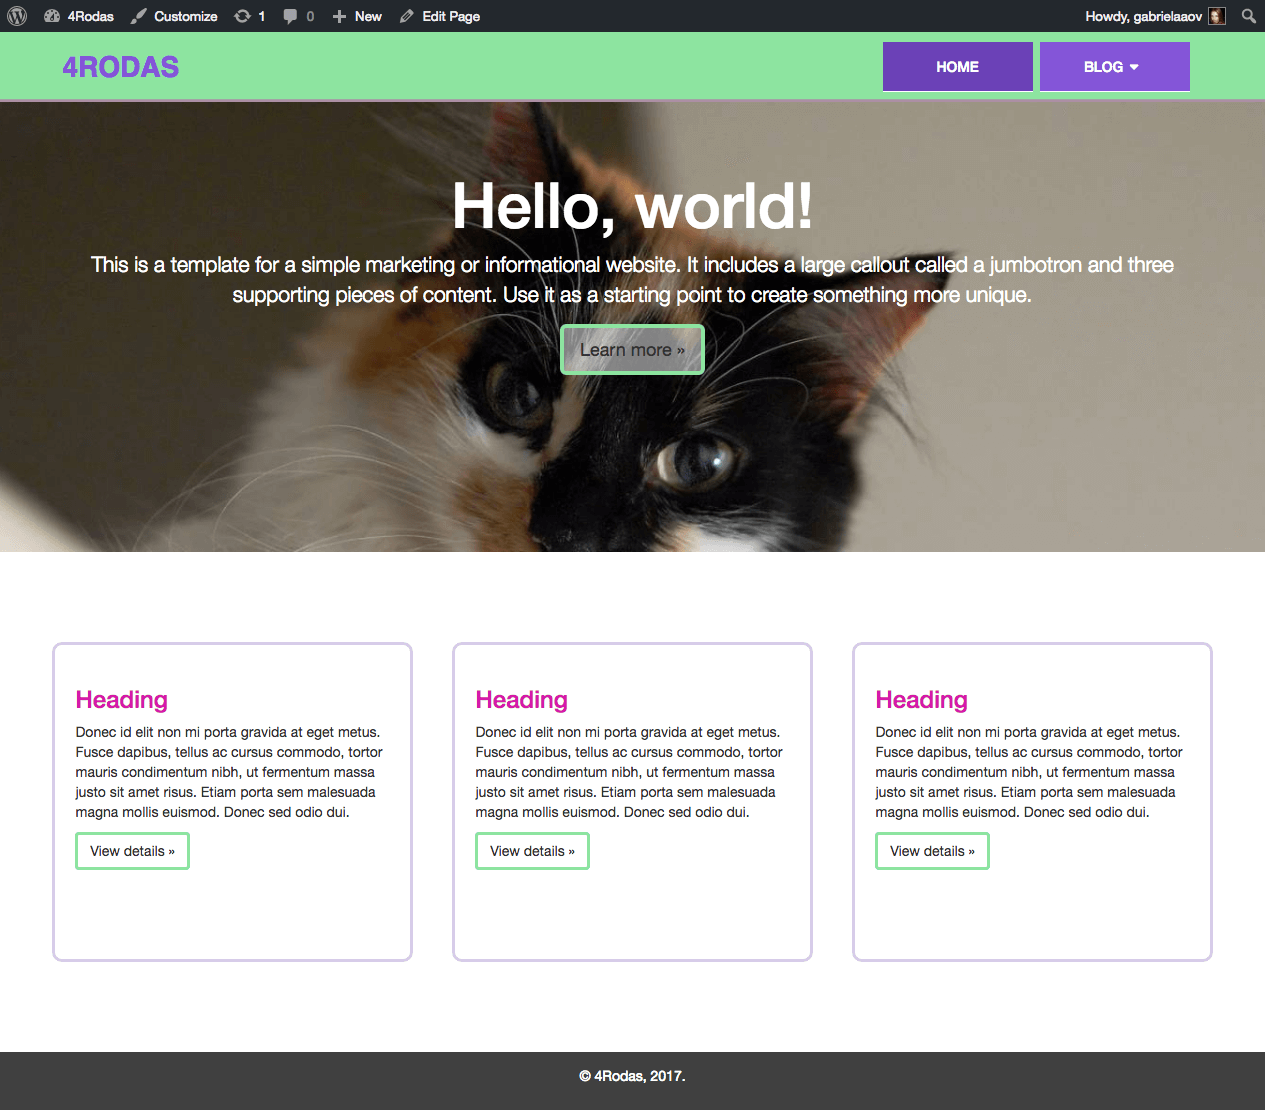 4Rodas Customize 1 0 New Edit Page Howdy, gabrielaaov
4RODAS HOME BLOG
Hello, world!
This is a template for a simple marketing or informational website. It includes a large callout called a jumbotron and three
supporting pieces of content. Use it as a starting point to create something more unique.
Learn more »
Heading
Donec id elit non mi porta gravida at eget metus.
Fusce dapibus, tellus ac cursus commodo, tortor
mauris condimentum nibh, ut fermentum massa
justo sit amet risus. Etiam porta sem malesuada
magna mollis euismod. Donec sed odio dui.
View details »
Heading
Donec id elit non mi porta gravida at eget metus.
Fusce dapibus, tellus ac cursus commodo, tortor
mauris condimentum nibh, ut fermentum massa
justo sit amet risus. Etiam porta sem malesuada
magna mollis euismod. Donec sed odio dui.
View details »
Heading
Donec id elit non mi porta gravida at eget metus.
Fusce dapibus, tellus ac cursus commodo, tortor
mauris condimentum nibh, ut fermentum massa
justo sit amet risus. Etiam porta sem malesuada
magna mollis euismod. Donec sed odio dui.
View details »
© 4Rodas, 2017.